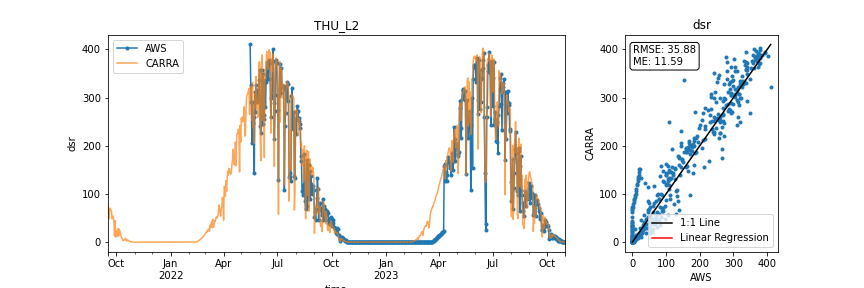 THU_L2
dsr
400
300
200
100
0
dsr
AWS
CARRA
Oct
Jan
2022
Apr
Jul
Oct
Jan
2023
Apr
Jul
Oct
400
300
200
100
0
CARRA
RMSE: 35.88
ME: 11.59
1:1 Line
Linear Regression
0
100
200
300
400
AWS